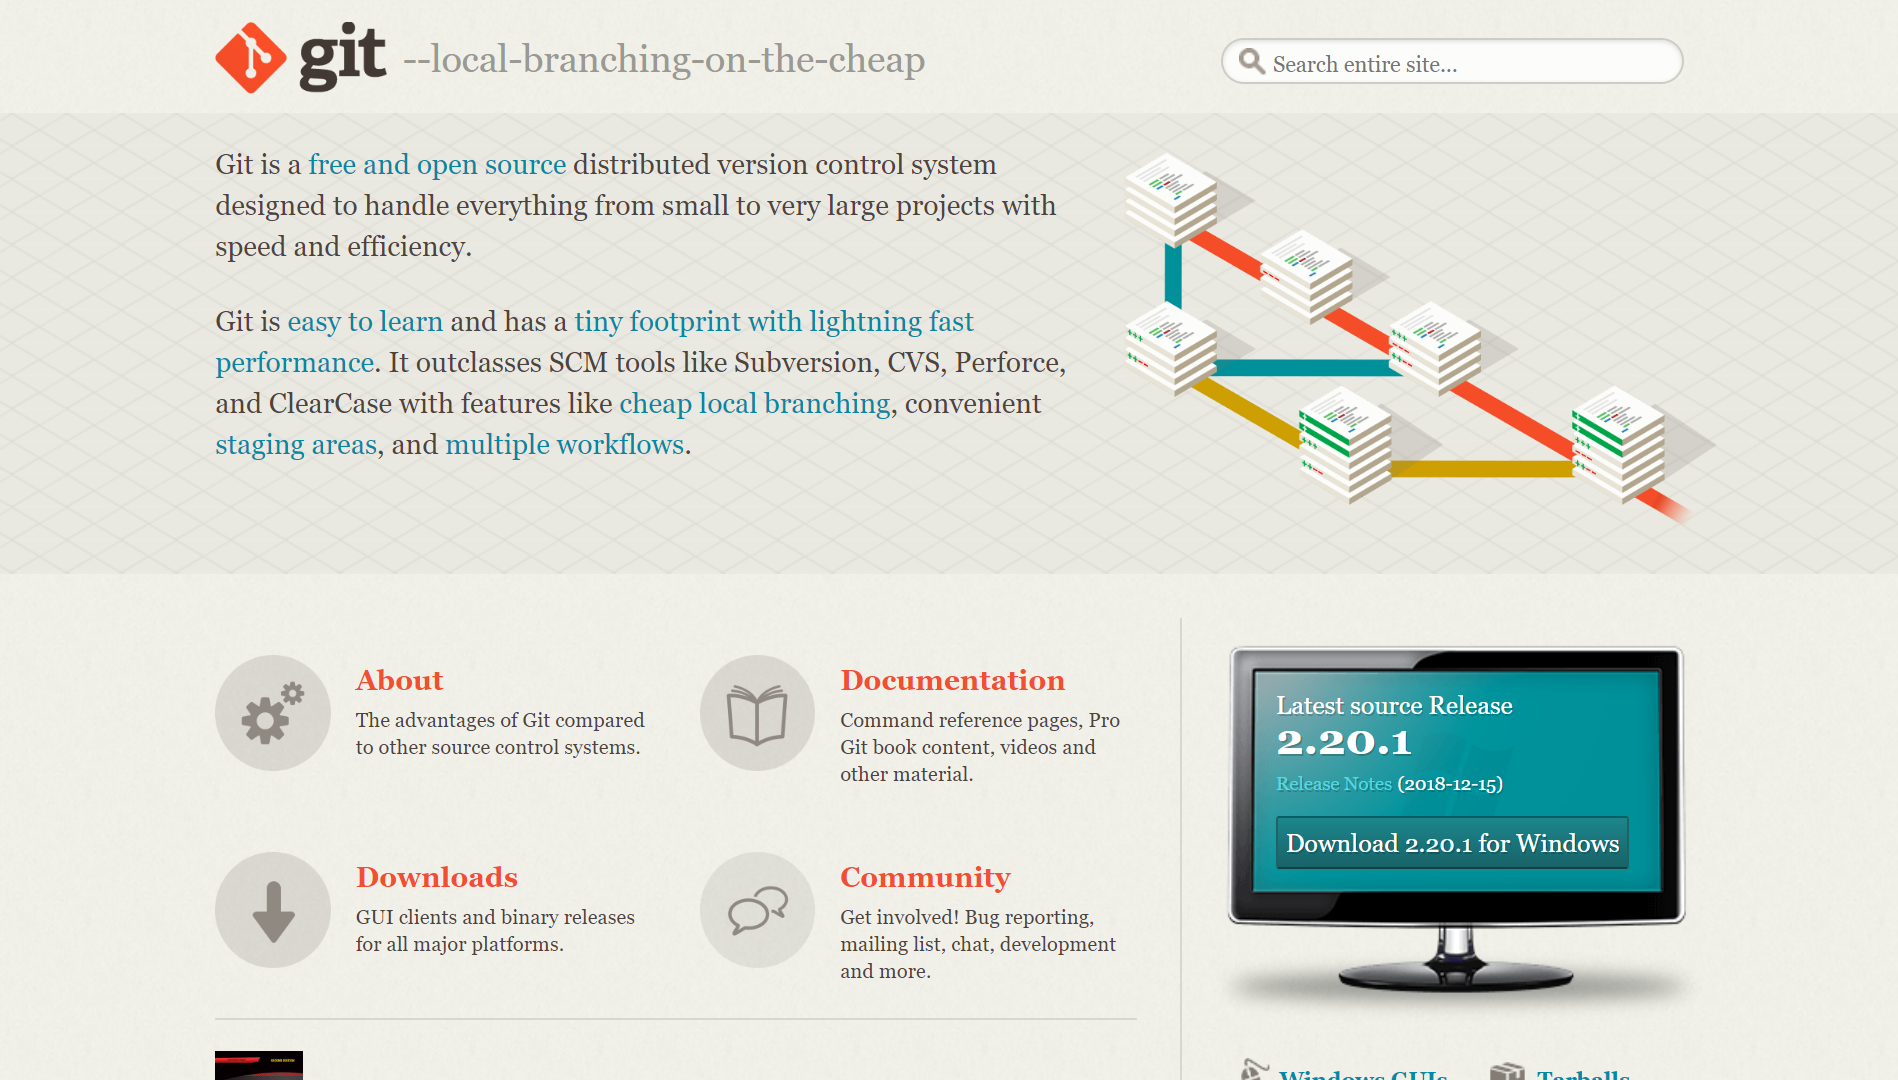 git --local-branching-on-the-cheap
Search entire site...
Git is a free and open source distributed version control system
designed to handle everything from small to very large projects with
speed and efficiency.
Git is easy to learn and has a tiny footprint with lightning fast
performance. It outclasses SCM tools like Subversion, CVS, Perforce,
and ClearCase with features like cheap local branching, convenient
staging areas, and multiple workflows.
About
The advantages of Git compared
to other source control systems.
Documentation
Command reference pages, Pro
Git book content, videos and
other material.
Downloads
GUI clients and binary releases
for all major platforms.
Community
Get involved! Bug reporting,
mailing list, chat, development
and more.
Latest source Release
2.20.1
Release Notes (2018-12-15)
Download 2.20.1 for Windows
Windows GUIs
Tarballs